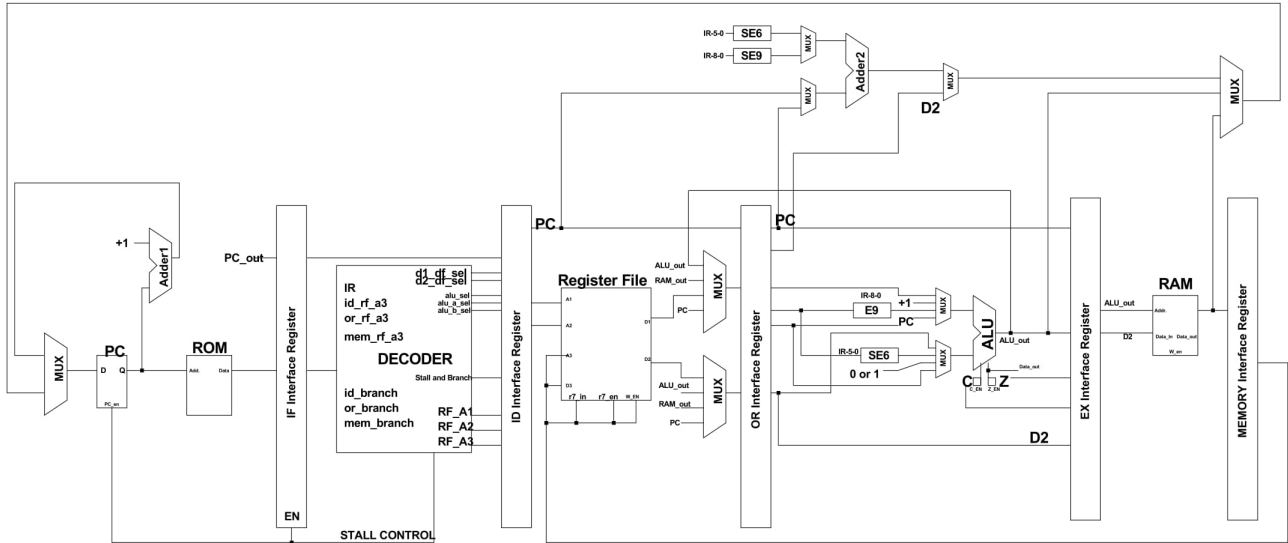 IR-5-0
SE6
MUX
IR-8-0
SE9
Adder2
MUX
MUX
D2
MUX
+1
Adder1
PC_out
IF Interface Register
EN
MUX
PC
D
Q
PC_en
ROM
Add.
Data
IR
id_rf_a3
or_rf_a3
mem_rf_a3
DECODER
id_branch
or_branch
mem_branch
d1_df_sel
d2_df_sel
alu_sel
alu_a_sel
alu_b_sel
Stall and Branch
RF_A1
RF_A2
RF_A3
STALL CONTROL
ID Interface Register
PC
Register File
A1
A2
A3
D3
D1
D2
r7_in
r7_en
W_EN
ALU_out
RAM_out
PC
MUX
ALU_out
RAM_out
PC
MUX
OR Interface Register
PC
IR-8-0
E9
+1
PC
MUX
IR-5-0
SE6
0 or 1
MUX
ALU
ALU_out
C
C_EN
Z
Z_EN
Data_out
D2
EX Interface Register
ALU_out
D2
RAM
Addr.
Data_In
Data_out
W_en
MEMORY Interface Register